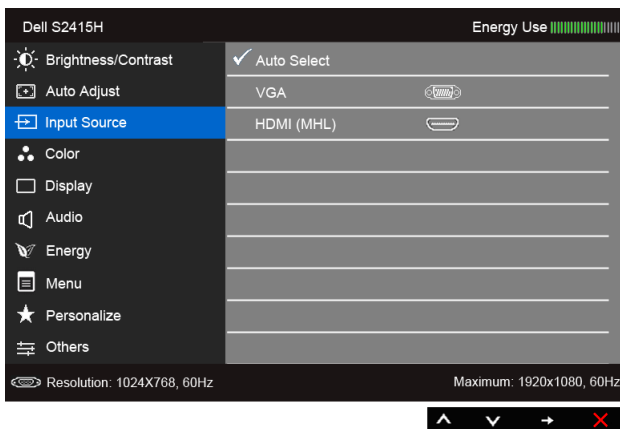 Dell S2415H Energy Use
Brightness/Contrast Auto Select
Auto Adjust VGA
Input Source HDMI (MHL)
Color
Display
Audio
Energy
Menu
Personalize
Others
Resolution: 1024X768, 60Hz Maximum: 1920x1080, 60Hz